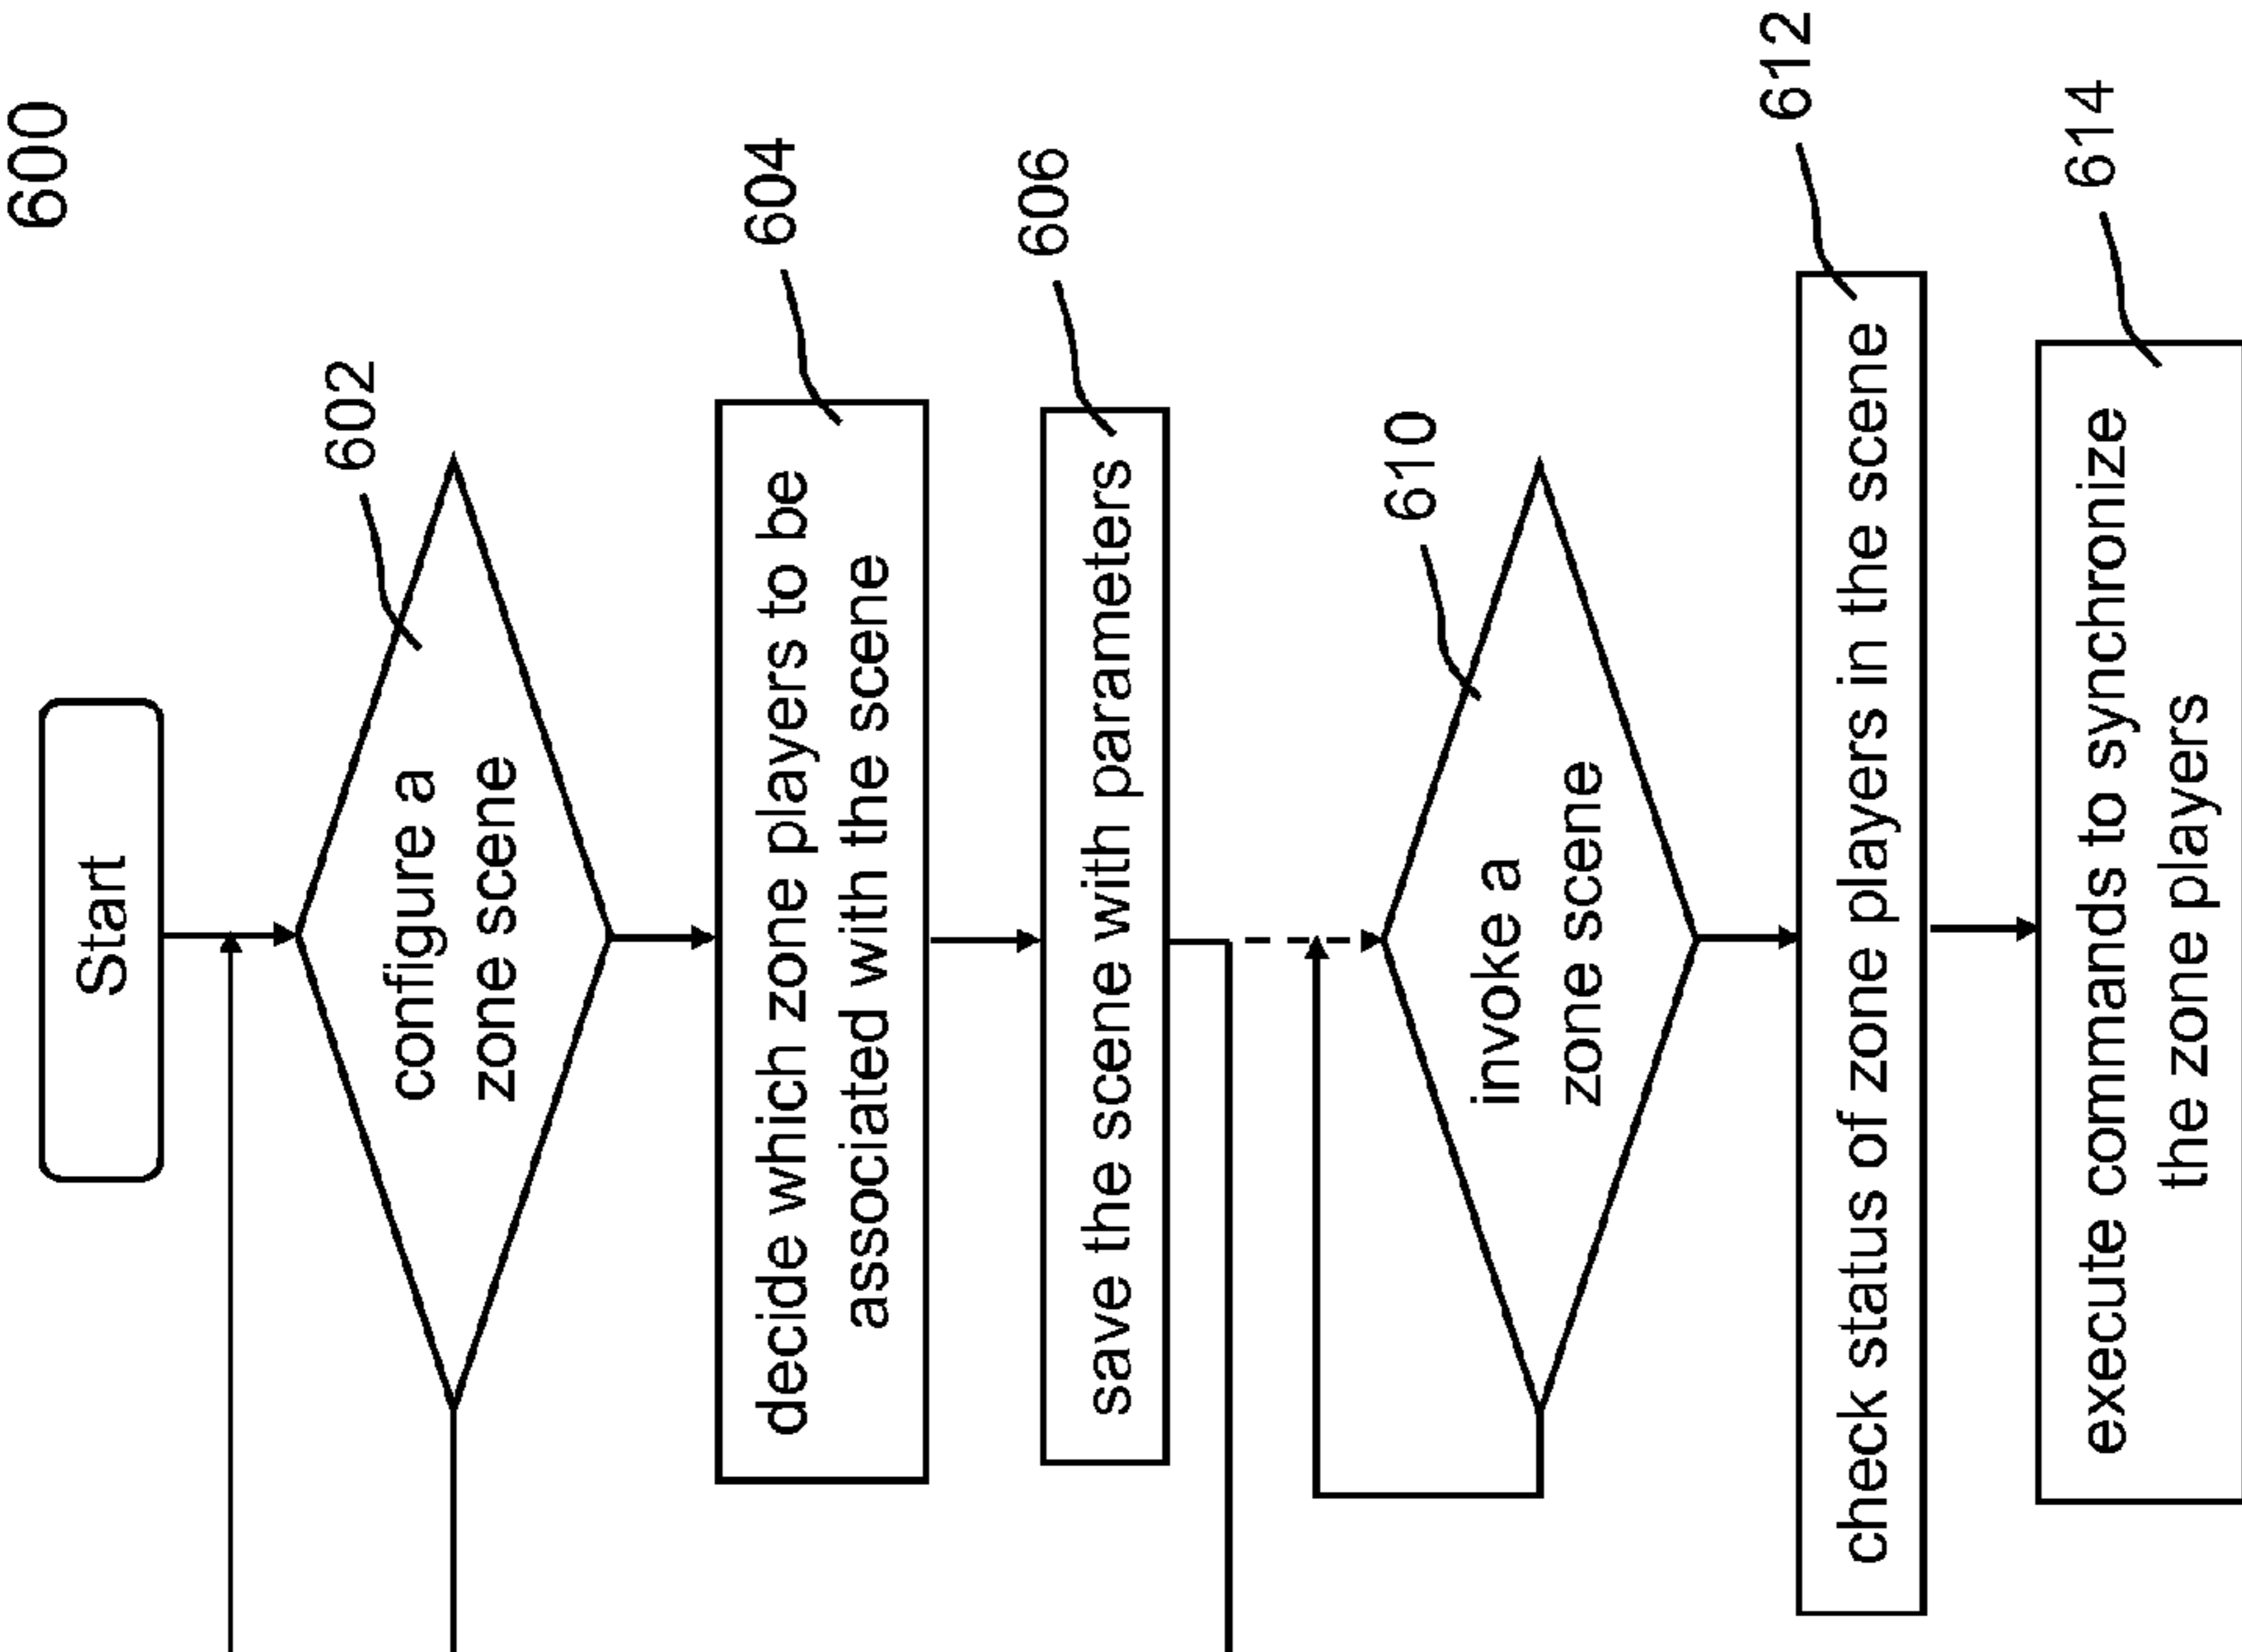 600
Start
602
configure a
zone scene
604
decide which zone players to be
associated with the scene
606
save the scene with parameters
610
invoke a
zone scene
612
check status of zone players in the scene
614
execute commands to synchronize
the zone players